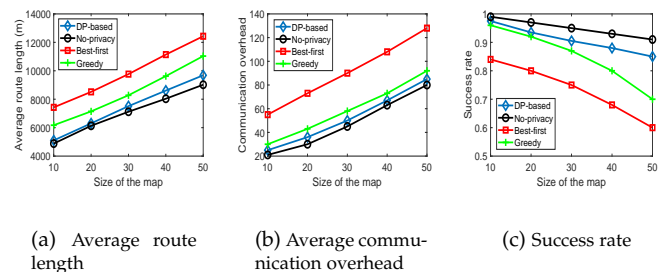 14000
12000
10000
8000
6000
4000
Average route length (m)
DP-based
No-privacy
Best-first
Greedy
10 20 30 40 50
Size of the map
140
120
100
80
60
40
20
Communication overhead
DP-based
No-privacy
Best-first
Greedy
10 20 30 40 50
Size of the map
1
0.9
0.8
0.7
0.6
0.5
Success rate
DP-based
No-privacy
Best-first
Greedy
10 20 30 40 50
Size of the map
(a) Average route
length
(b) Average commu-
nication overhead
(c) Success rate